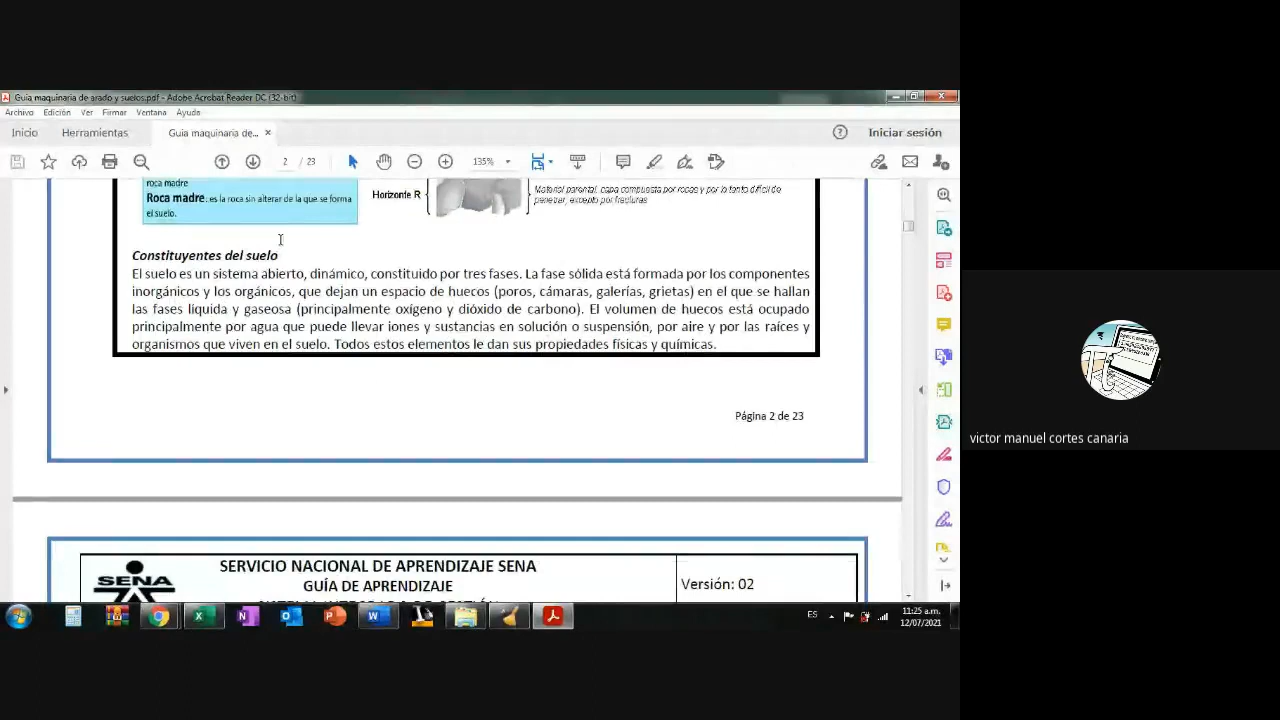 Guia maquinaria de arado y suelos.pdf - Adobe Acrobat Reader DC (32-bit)
Archivo Edición Ver Firmar Ventana Ayuda
Inicio Herramientas Guia maquinaria de... × Iniciar sesión
2 / 23 135%
roca madre
Roca madre: es la roca sin alterar de la que se forma
el suelo.
Horizonte R
Material parental, capa compuesta por rocas y por lo tanto difícil de
penetrar, excepto por fracturas
Constituyentes del suelo
El suelo es un sistema abierto, dinámico, constituido por tres fases. La fase sólida está formada por los componentes
inorgánicos y los orgánicos, que dejan un espacio de huecos (poros, cámaras, galerías, grietas) en el que se hallan
las fases líquida y gaseosa (principalmente oxígeno y dióxido de carbono). El volumen de huecos está ocupado
principalmente por agua que puede llevar iones y sustancias en solución o suspensión, por aire y por las raíces y
organismos que viven en el suelo. Todos estos elementos le dan sus propiedades físicas y químicas.
Página 2 de 23
victor manuel cortes canaria
SENA
SERVICIO NACIONAL DE APRENDIZAJE SENA
GUÍA DE APRENDIZAJE
SISTEMA INTEGRADO DE GESTIÓN
Versión: 02
ES
11:25 a.m.
12/07/2021